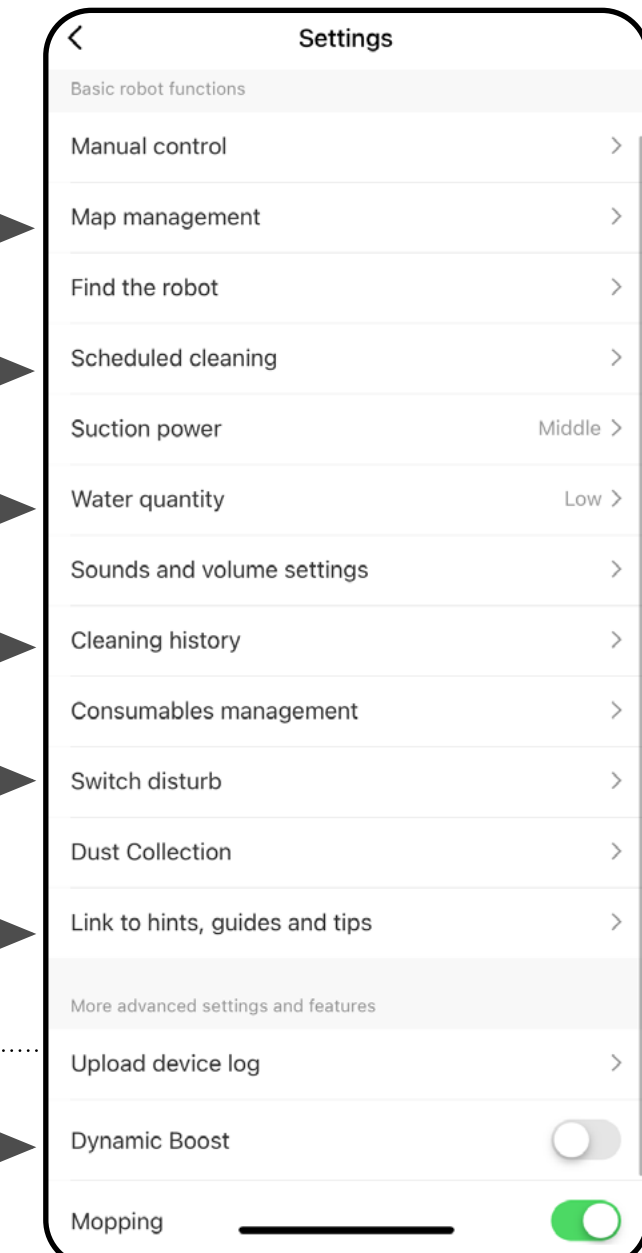 Settings
Basic robot functions
Manual control
Map management
Find the robot
Scheduled cleaning
Suction power Middle
Water quantity Low
Sounds and volume settings
Cleaning history
Consumables management
Switch disturb
Dust Collection
Link to hints, guides and tips
More advanced settings and features
Upload device log
Dynamic Boost
Mopping